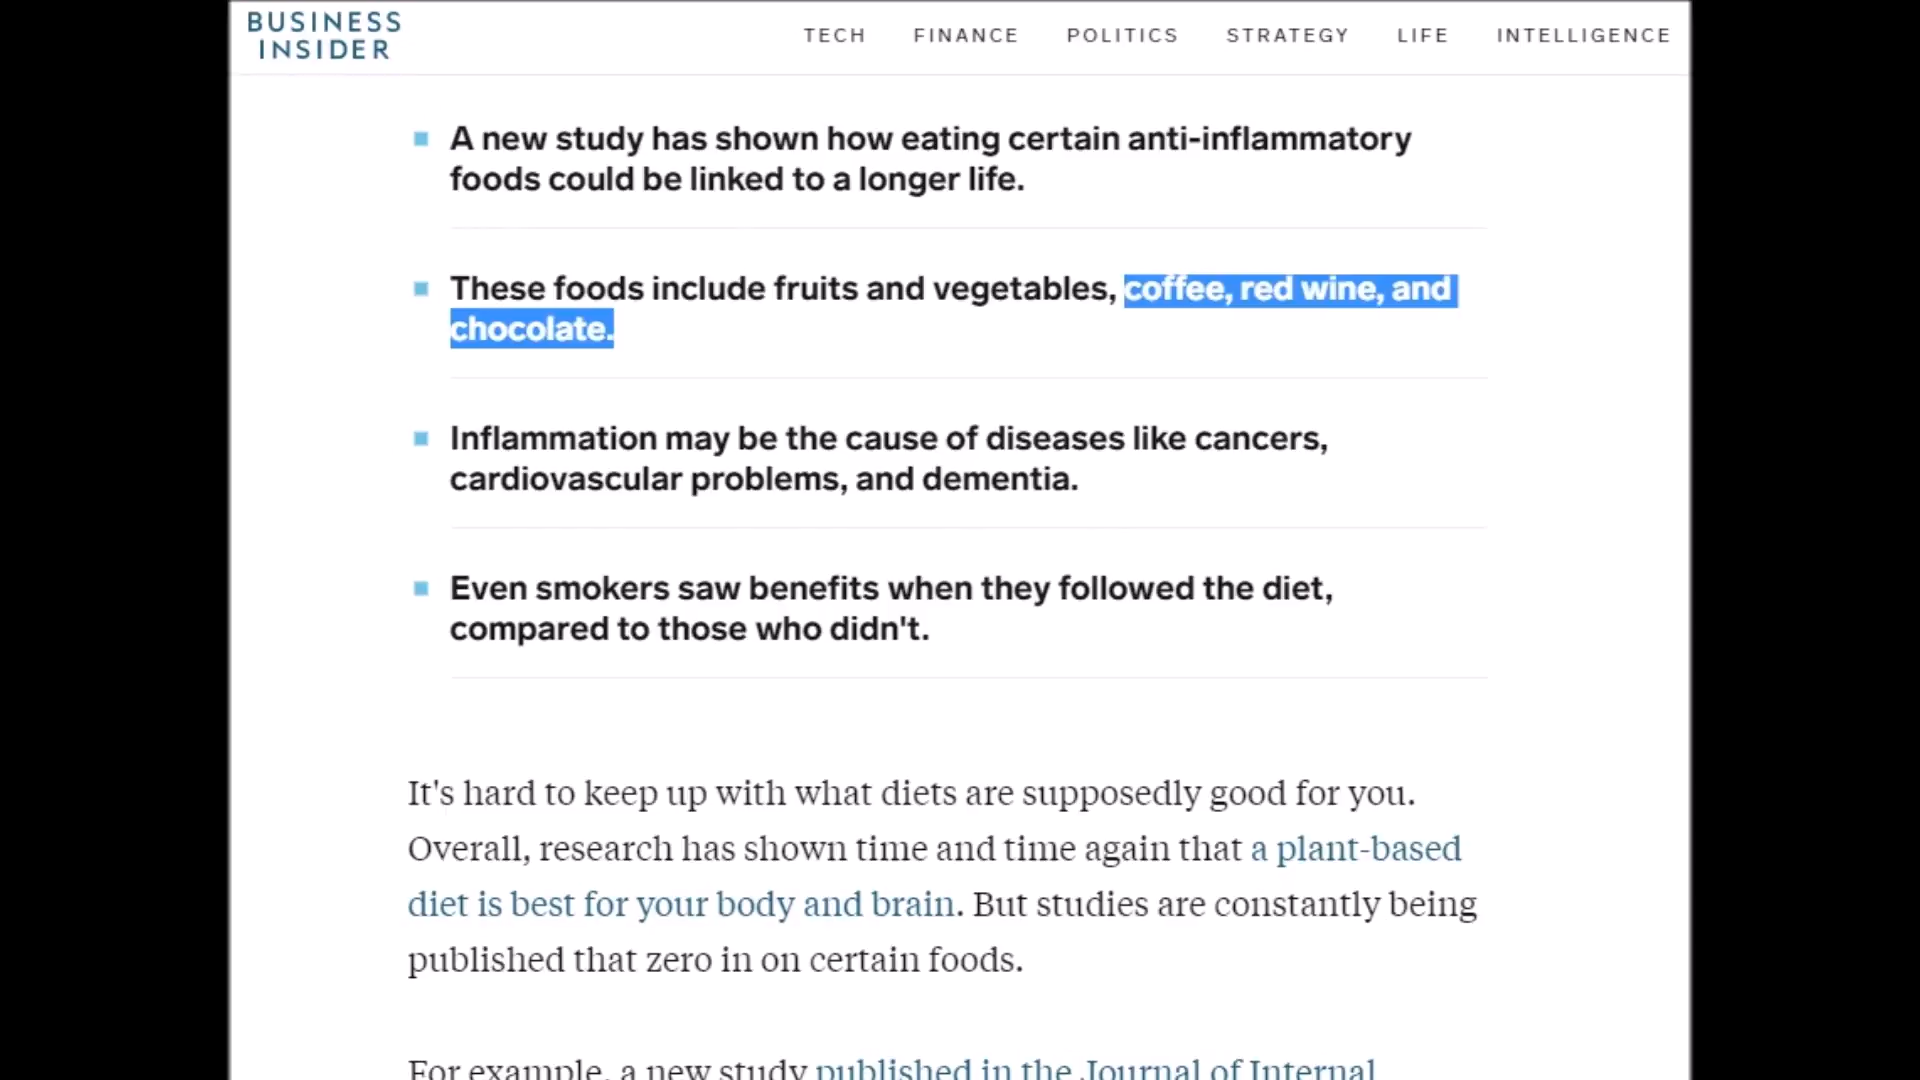 BUSINESS
INSIDER
TECH FINANCE POLITICS STRATEGY LIFE INTELLIGENCE
A new study has shown how eating certain anti-inflammatory
foods could be linked to a longer life.
These foods include fruits and vegetables, coffee, red wine, and
chocolate.
Inflammation may be the cause of diseases like cancers,
cardiovascular problems, and dementia.
Even smokers saw benefits when they followed the diet,
compared to those who didn't.
It's hard to keep up with what diets are supposedly good for you.
Overall, research has shown time and time again that a plant-based
diet is best for your body and brain. But studies are constantly being
published that zero in on certain foods.
For example, a new study published in the Journal of Internal